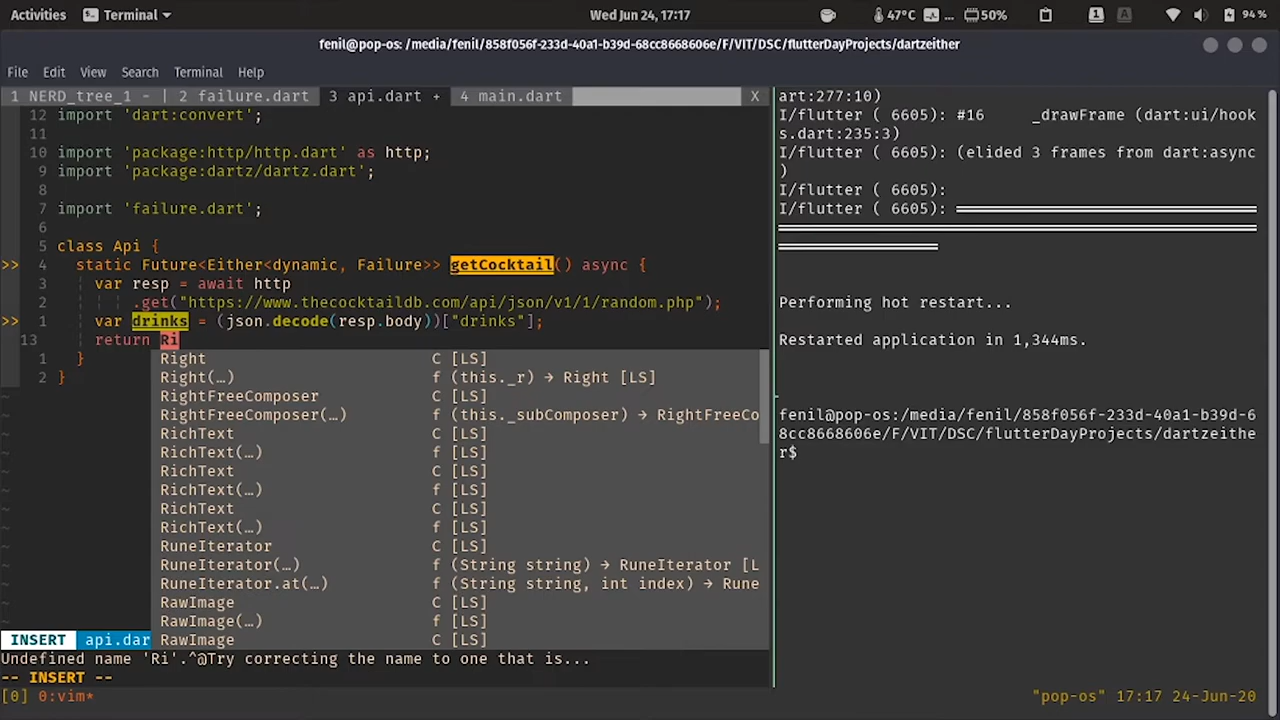 Activities Terminal Wed Jun 24, 17:17 47°C ... 50% 1 A 94 %
fenil@pop-os: /media/fenil/858f056f-233d-40a1-b39d-68cc8668606e/F/VIT/DSC/flutterDayProjects/dartzeither
File Edit View Search Terminal Help
1 NERD_tree_1 - | 2 failure.dart 3 api.dart + 4 main.dart X
12 import 'dart:convert';
11
10 import 'package:http/http.dart' as http;
9 import 'package:dartz/dartz.dart';
8
7 import 'failure.dart';
6
5 class Api {
>> 4 static Future<Either<dynamic, Failure>> getCocktail() async {
3 var resp = await http
2 .get("https://www.thecocktaildb.com/api/json/v1/1/random.php");
>> 1 var drinks = (json.decode(resp.body))["drinks"];
13 return Ri
1 }
2 }
Right C [LS]
Right(…) f (this._r) → Right [LS]
RightFreeComposer C [LS]
RightFreeComposer(…) f (this._subComposer) → RightFreeCo
RichText C [LS]
RichText(…) f [LS]
RichText C [LS]
RichText(…) f [LS]
RichText C [LS]
RichText(…) f [LS]
RuneIterator C [LS]
RuneIterator(…) f (String string) → RuneIterator [L
RuneIterator.at(…) f (String string, int index) → Rune
RawImage C [LS]
RawImage(…) f [LS]
RawImage C [LS]
INSERT api.dar
Undefined name 'Ri'.^@Try correcting the name to one that is...
-- INSERT --
[0] 0:vim*
art:277:10)
I/flutter ( 6605): #16 _drawFrame (dart:ui/hook
s.dart:235:3)
I/flutter ( 6605): (elided 3 frames from dart:async
)
I/flutter ( 6605):
I/flutter ( 6605): ════════════════════════════════
═══════════════════════════════════════════════════
═════════════════
Performing hot restart...
Restarted application in 1,344ms.
fenil@pop-os:/media/fenil/858f056f-233d-40a1-b39d-6
8cc8668606e/F/VIT/DSC/flutterDayProjects/dartzeithe
r$
"pop-os" 17:17 24-Jun-20